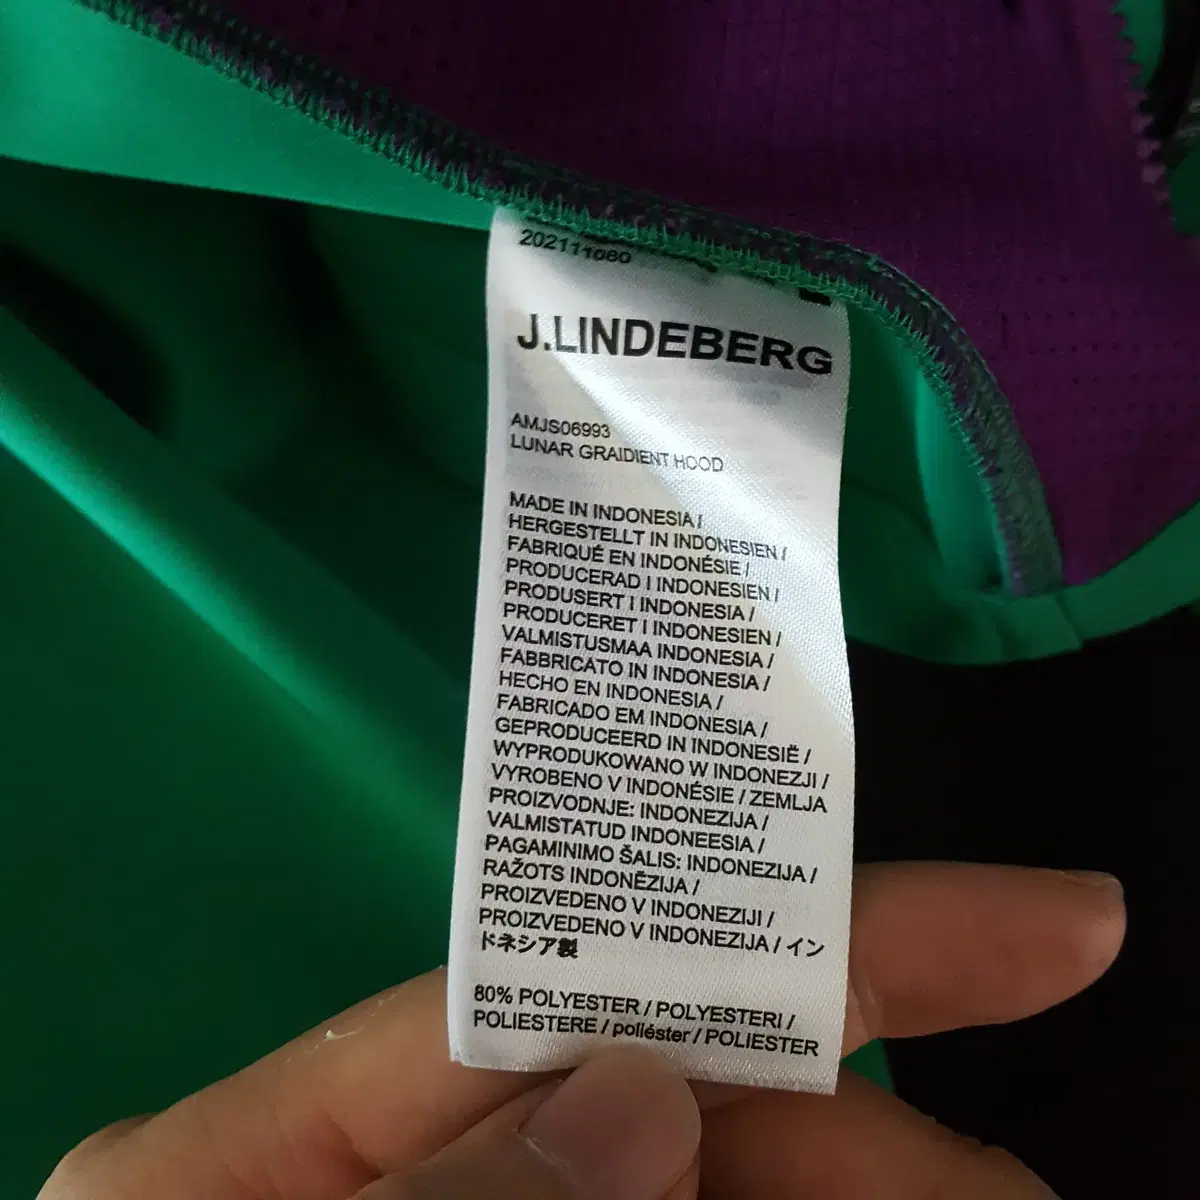 202111080
J.LINDEBERG
AMJS06993
LUNAR GRAIDIENT HOOD
MADE IN INDONESIA /
HERGESTELLT IN INDONESIEN /
FABRIQUÉ EN INDONÉSIE /
PRODUCERAD I INDONESIEN /
PRODUSERT I INDONESIA /
PRODUCERET I INDONESIEN /
VALMISTUSMAA INDONESIA /
FABBRICATO IN INDONESIA /
HECHO EN INDONESIA /
FABRICADO EM INDONESIA /
GEPRODUCEERD IN INDONESIË /
WYPRODUKOWANO W INDONEZJI /
VYROBENO V INDONÉSIE / ZEMLJA
PROIZVODNJE: INDONEZIJA /
VALMISTATUD INDONEESIA /
PAGAMINIMO ŠALIS: INDONEZIJA /
RAŽOTS INDONĒZIJA /
PROIZVEDENO V INDONEZIJI /
PROIZVEDENO V INDONEZIJA / イン
ドネシア製
80% POLYESTER / POLYESTERI /
POLIESTERE / poliéster / POLIESTER